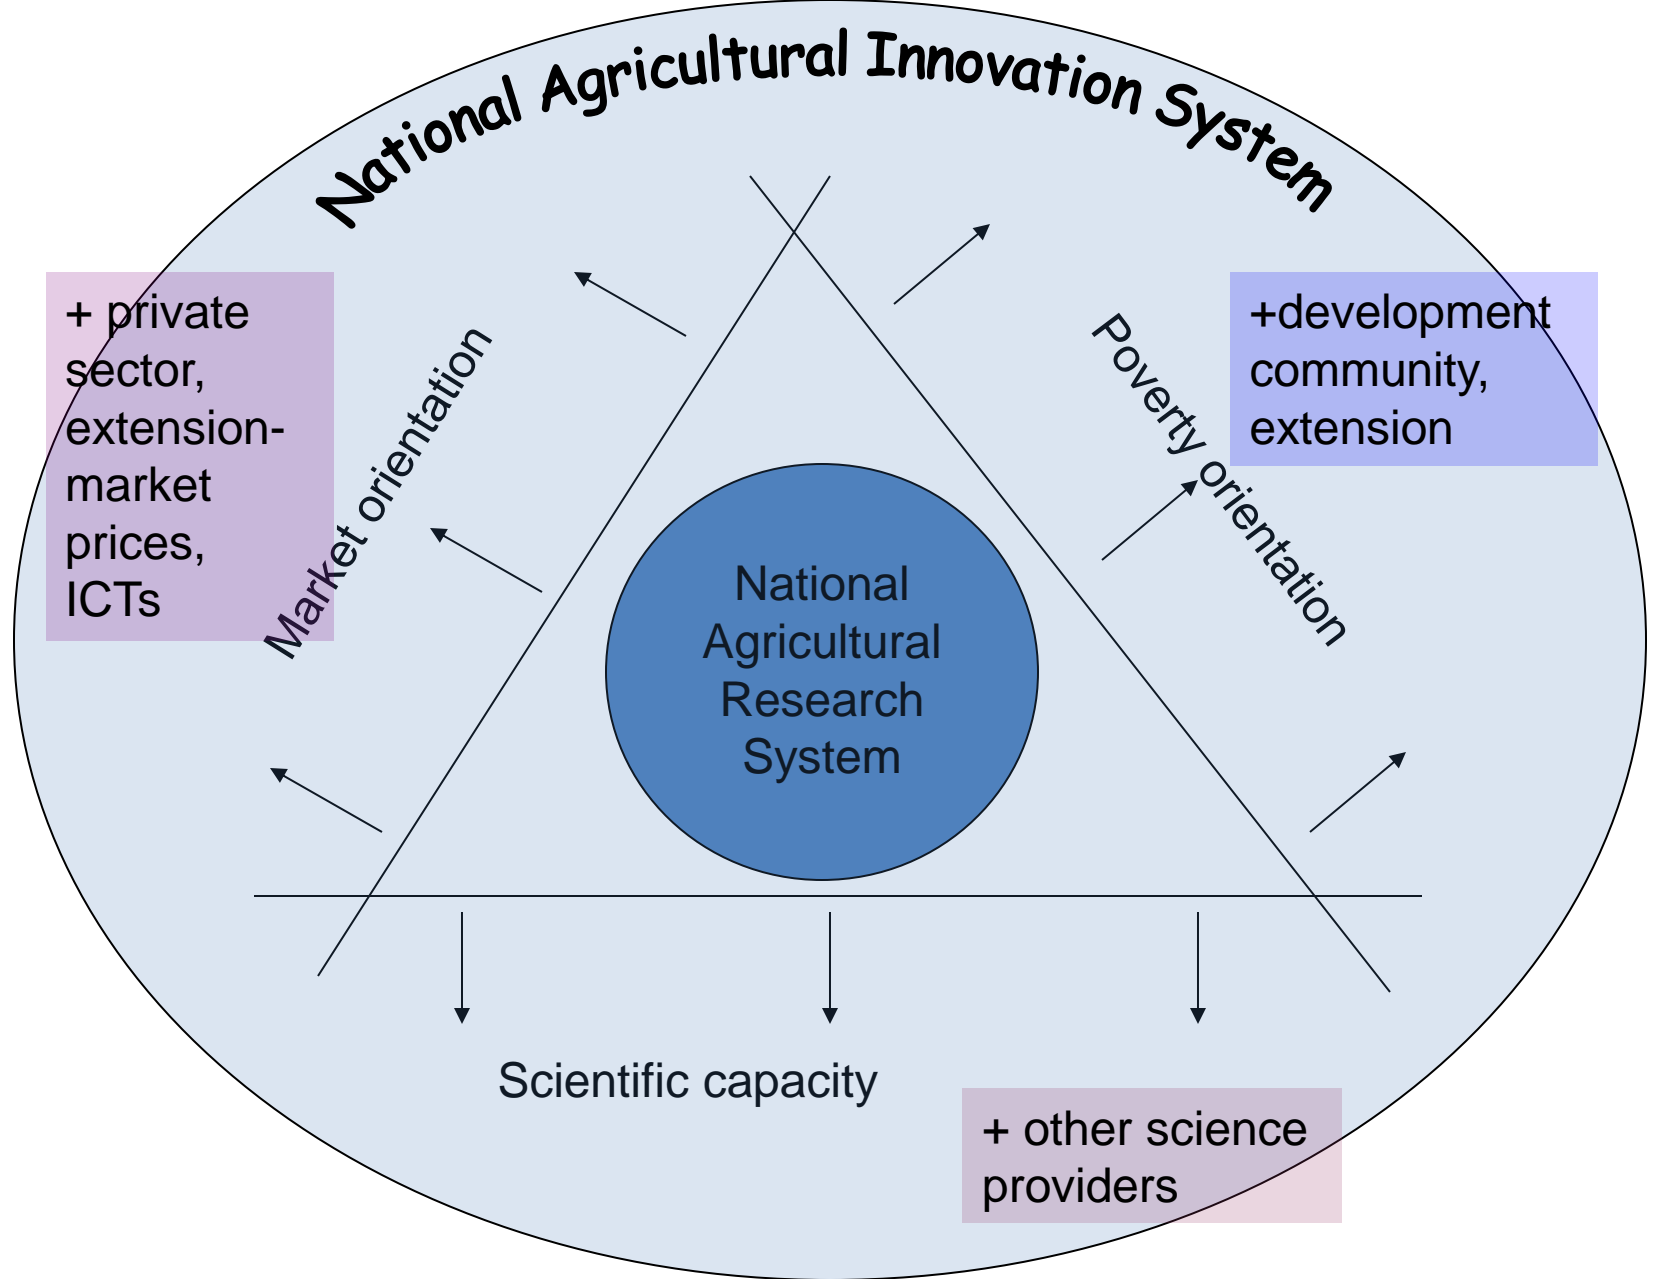 National Agricultural Innovation System
+ private
sector,
extension-
market
prices,
ICTs
Market orientation
Poverty orientation
+development
community,
extension
National
Agricultural
Research
System
Scientific capacity
+ other science
providers